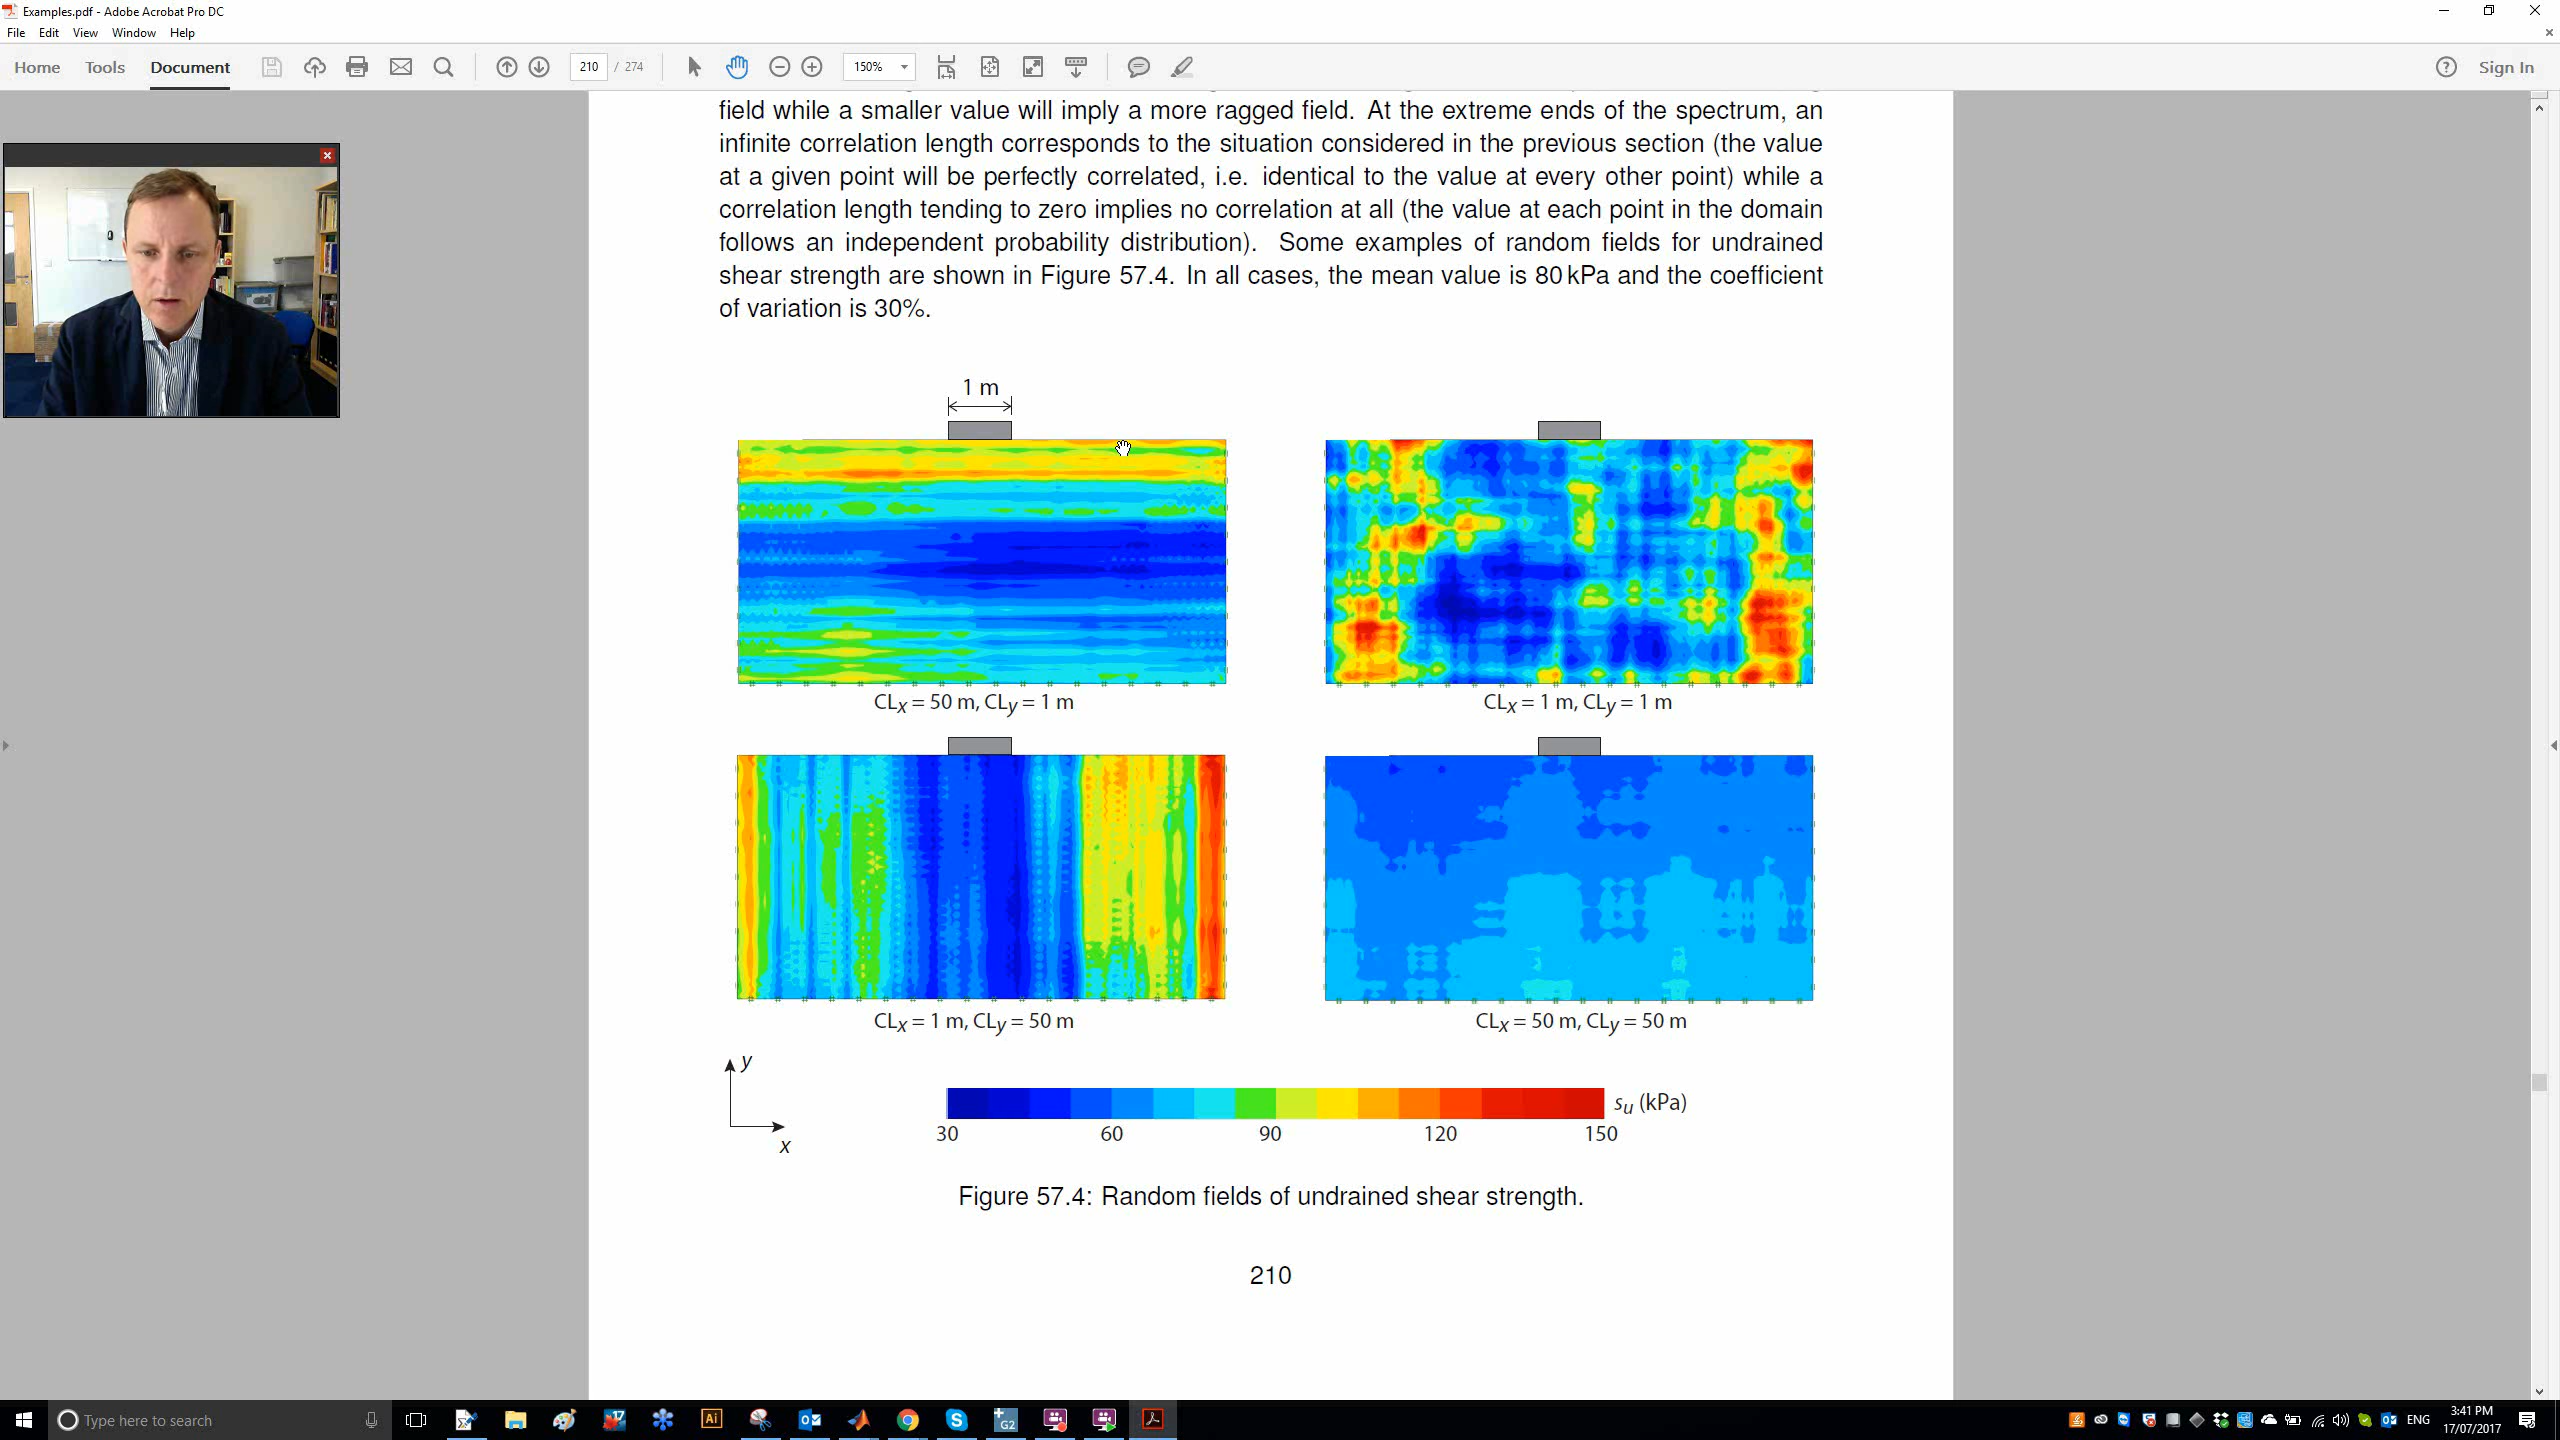 Examples.pdf - Adobe Acrobat Pro DC
File Edit View Window Help
Home Tools Document 210 / 274 150% Sign In
field while a smaller value will imply a more ragged field. At the extreme ends of the spectrum, an
infinite correlation length corresponds to the situation considered in the previous section (the value
at a given point will be perfectly correlated, i.e. identical to the value at every other point) while a
correlation length tending to zero implies no correlation at all (the value at each point in the domain
follows an independent probability distribution). Some examples of random fields for undrained
shear strength are shown in Figure 57.4. In all cases, the mean value is 80 kPa and the coefficient
of variation is 30%.
1 m
CLx = 50 m, CLy = 1 m
CLx = 1 m, CLy = 1 m
CLx = 1 m, CLy = 50 m
CLx = 50 m, CLy = 50 m
y
x
su (kPa)
30 60 90 120 150
Figure 57.4: Random fields of undrained shear strength.
210
Type here to search
17
Ai
G2
ENG
3:41 PM
17/07/2017